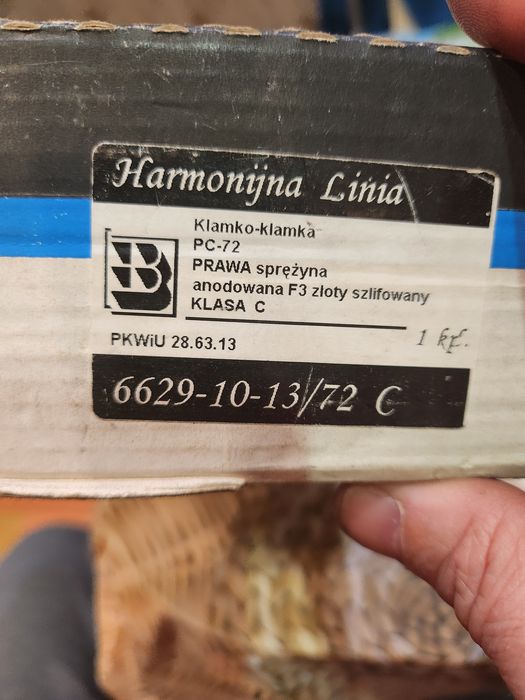 Harmonijna Linia
Klamko-klamka
PC-72
PRAWA sprężyna
anodowana F3 złoty szlifowany
KLASA C
B
PKWiU 28.63.13
1 kpl.
6629-10-13/72 C